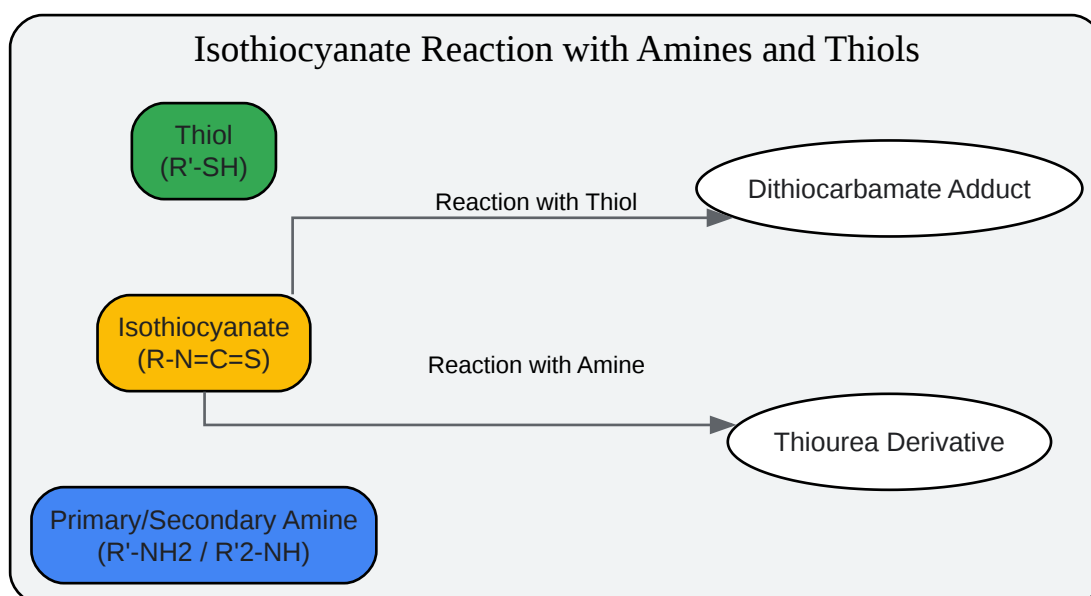 Isothiocyanate Reaction with Amines and Thiols
Thiol
(R'-SH)
Reaction with Thiol
Dithiocarbamate Adduct
Isothiocyanate
(R-N=C=S)
Reaction with Amine
Thiourea Derivative
Primary/Secondary Amine
(R'-NH2 / R'2-NH)